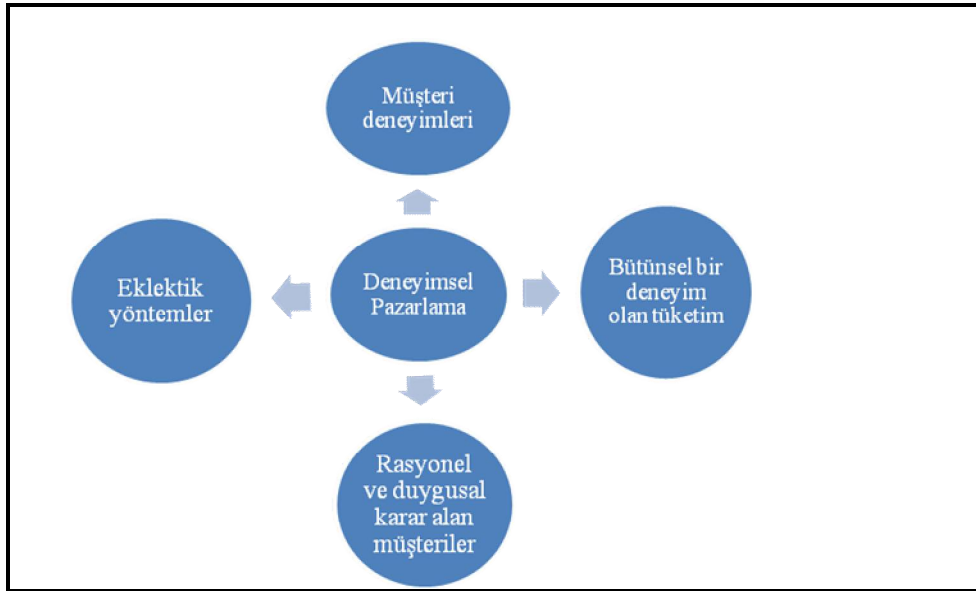 Müşteri
deneyimleri
Eklektik
yöntemler
Deneyimsel
Pazarlama
Bütünsel bir
deneyim
olan tüketim
Rasyonel
ve duygusal
karar alan
müşteriler